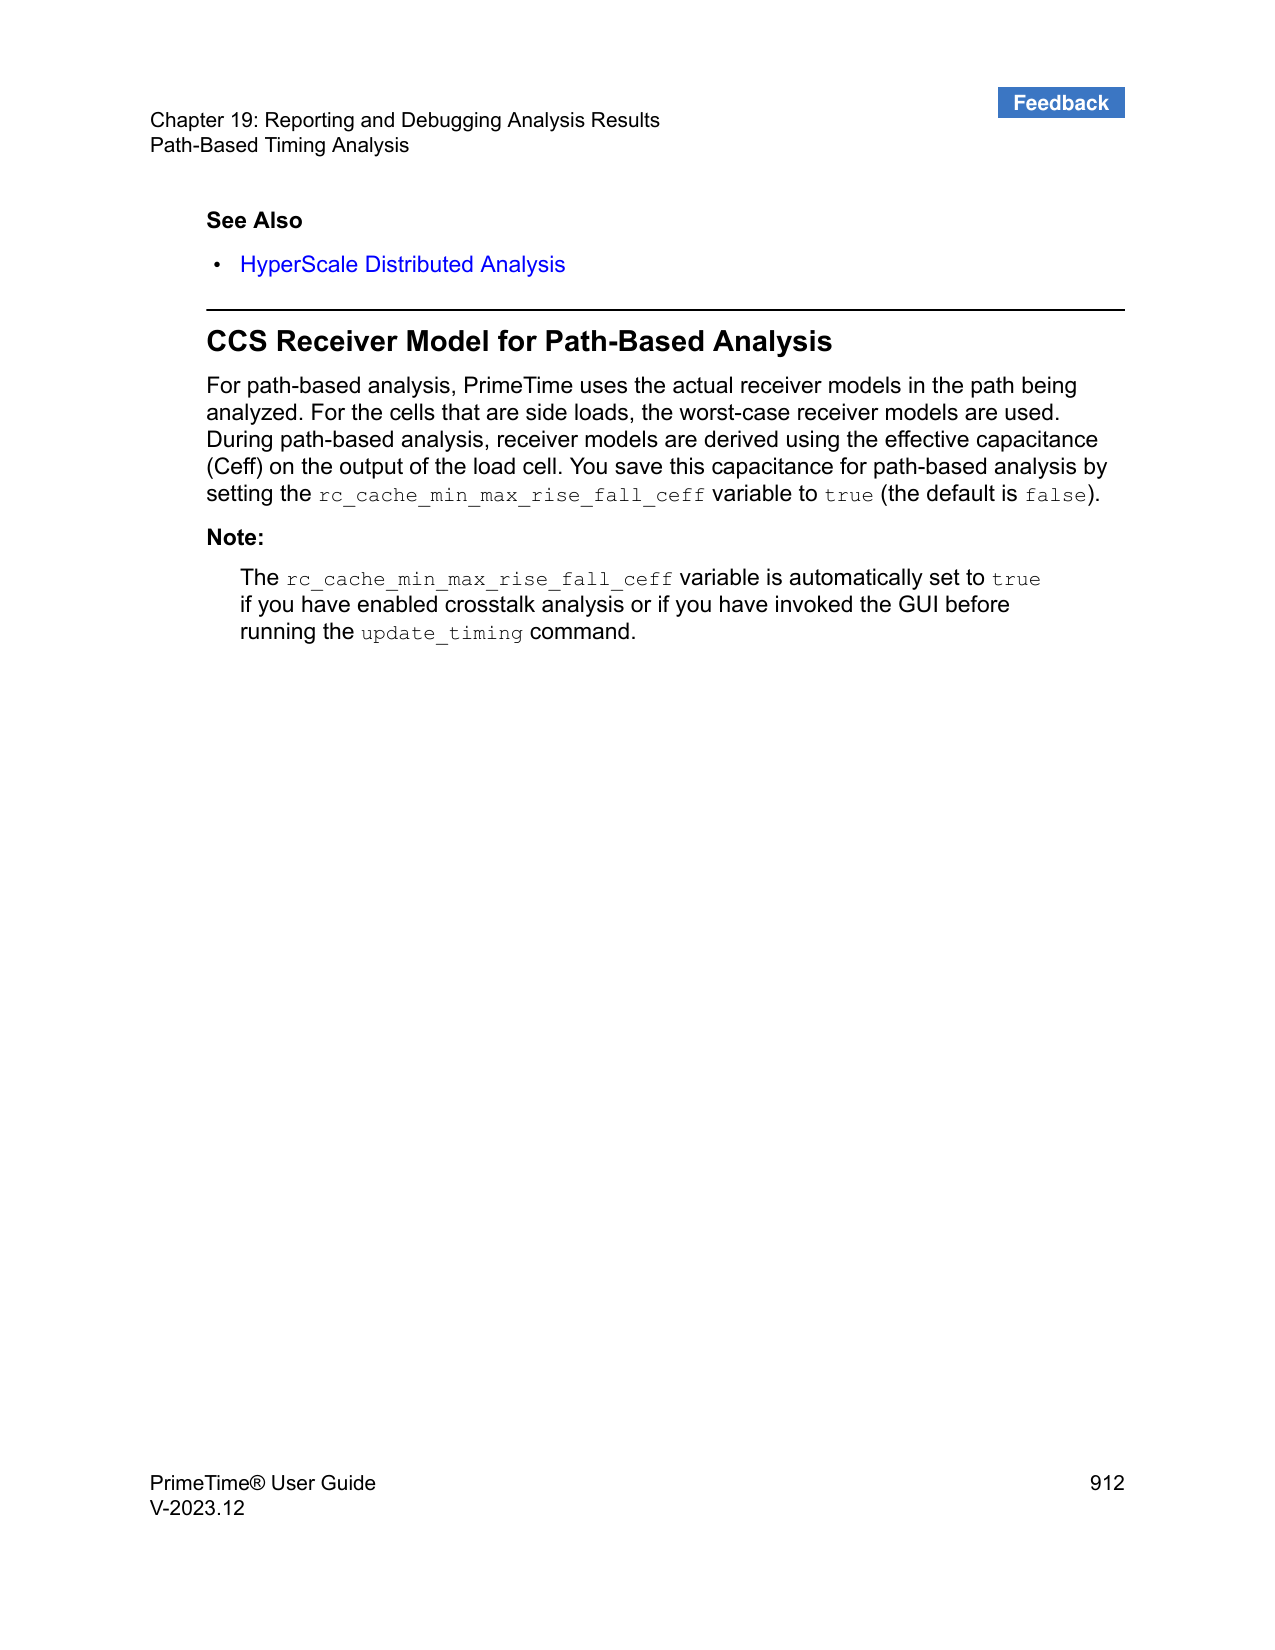 Feedback
Chapter 19: Reporting and Debugging Analysis Results
Path-Based Timing Analysis
See Also
• HyperScale Distributed Analysis
CCS Receiver Model for Path-Based Analysis
For path-based analysis, PrimeTime uses the actual receiver models in the path being
analyzed. For the cells that are side loads, the worst-case receiver models are used.
During path-based analysis, receiver models are derived using the effective capacitance
(Ceff) on the output of the load cell. You save this capacitance for path-based analysis by
setting the rc_cache_min_max_rise_fall_ceff variable to true (the default is false).
Note:
The rc_cache_min_max_rise_fall_ceff variable is automatically set to true
if you have enabled crosstalk analysis or if you have invoked the GUI before
running the update_timing command.
PrimeTime® User Guide 912
V-2023.12